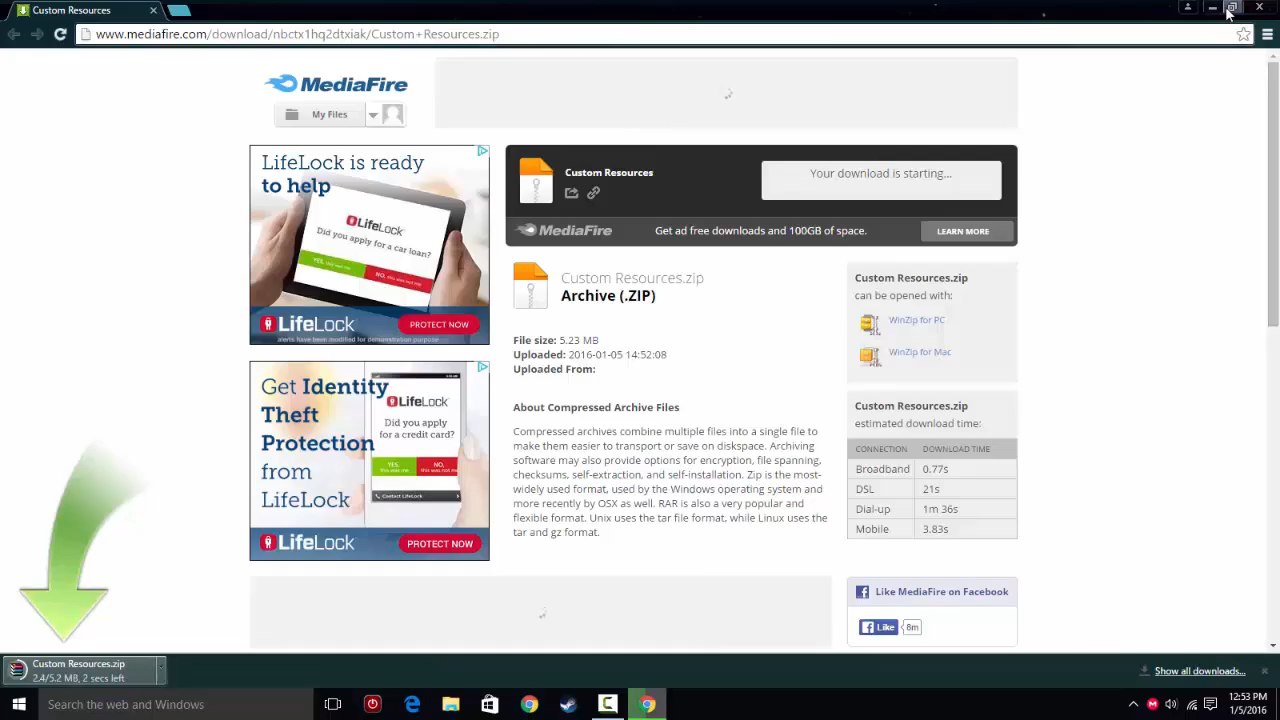 Custom Resources
www.mediafire.com/download/nbctx1hq2dtxiak/Custom+Resources.zip
MediaFire
My Files
LifeLock is ready
to help
LifeLock
Did you apply for a car loan?
LifeLock
PROTECT NOW
alerts have been modified for demonstration purpose
Custom Resources
Your download is starting...
MediaFire
Get ad free downloads and 100GB of space.
LEARN MORE
Custom Resources.zip
Archive (.ZIP)
File size: 5.23 MB
Uploaded: 2016-01-05 14:52:08
Uploaded From:
About Compressed Archive Files
Compressed archives combine multiple files into a single file to
make them easier to transport or save on diskspace. Archiving
software may also provide options for encryption, file spanning,
checksums, self-extraction, and self-installation. Zip is the most-
widely used format, used by the Windows operating system and
more recently by OSX as well. RAR is also a very popular and
flexible format. Unix uses the tar file format, while Linux uses the
tar and gz format.
Custom Resources.zip
can be opened with:
WinZip for PC
WinZip for Mac
Custom Resources.zip
estimated download time:
CONNECTION DOWNLOAD TIME
Broadband 0.77s
DSL 21s
Dial-up 1m 36s
Mobile 3.83s
Like MediaFire on Facebook
Like 8m
Get Identity
Theft
Protection
from
LifeLock
LifeLock
Did you apply
for a credit card?
Contact LifeLock
LifeLock
PROTECT NOW
Custom Resources.zip
2.4/5.2 MB, 2 secs left
Show all downloads...
Search the web and Windows
12:53 PM
1/5/2016